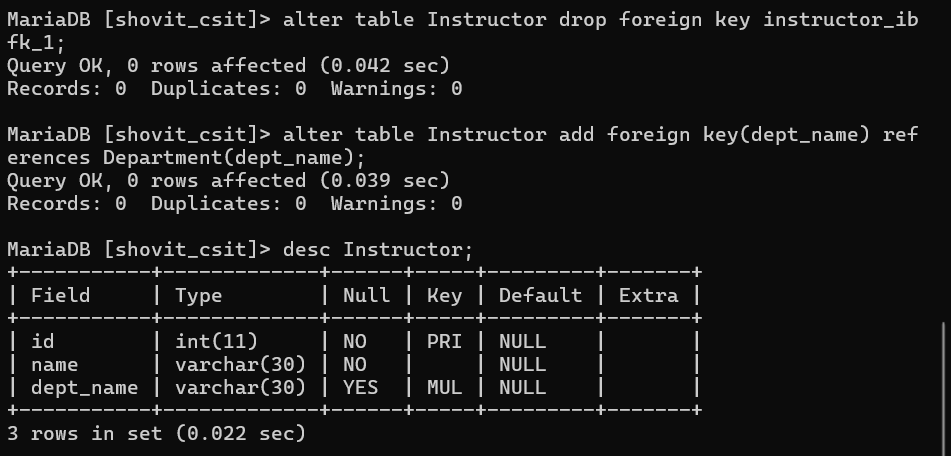 MariaDB [shovit_csit]> alter table Instructor drop foreign key instructor_ib
fk_1;
Query OK, 0 rows affected (0.042 sec)
Records: 0  Duplicates: 0  Warnings: 0

MariaDB [shovit_csit]> alter table Instructor add foreign key(dept_name) ref
erences Department(dept_name);
Query OK, 0 rows affected (0.039 sec)
Records: 0  Duplicates: 0  Warnings: 0

MariaDB [shovit_csit]> desc Instructor;
+-----------+-------------+------+-----+---------+-------+
| Field     | Type        | Null | Key | Default | Extra |
+-----------+-------------+------+-----+---------+-------+
| id        | int(11)     | NO   | PRI | NULL    |       |
| name      | varchar(30) | NO   |     | NULL    |       |
| dept_name | varchar(30) | YES  | MUL | NULL    |       |
+-----------+-------------+------+-----+---------+-------+
3 rows in set (0.022 sec)